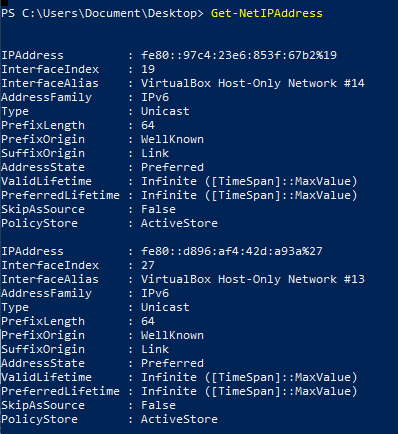 PS C:\Users\Document\Desktop> Get-NetIPAddress
IPAddress : fe80::97c4:23e6:853f:67b2%19
InterfaceIndex : 19
InterfaceAlias : VirtualBox Host-Only Network #14
AddressFamily : IPv6
Type : Unicast
PrefixLength : 64
PrefixOrigin : WellKnown
SuffixOrigin : Link
AddressState : Preferred
ValidLifetime : Infinite ([TimeSpan]::MaxValue)
PreferredLifetime : Infinite ([TimeSpan]::MaxValue)
SkipAsSource : False
PolicyStore : ActiveStore
IPAddress : fe80::d896:af4:42d:a93a%27
InterfaceIndex : 27
InterfaceAlias : VirtualBox Host-Only Network #13
AddressFamily : IPv6
Type : Unicast
PrefixLength : 64
PrefixOrigin : WellKnown
SuffixOrigin : Link
AddressState : Preferred
ValidLifetime : Infinite ([TimeSpan]::MaxValue)
PreferredLifetime : Infinite ([TimeSpan]::MaxValue)
SkipAsSource : False
PolicyStore : ActiveStore